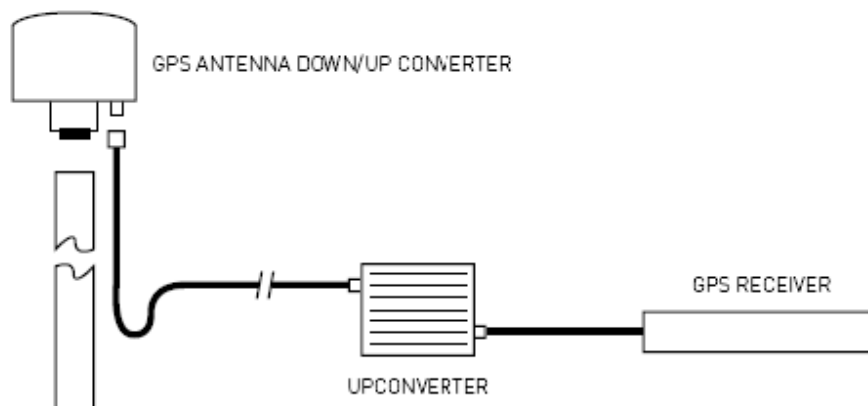 GPS ANTENNA DOWN/UP CONVERTER
GPS RECEIVER
UPCONVERTER